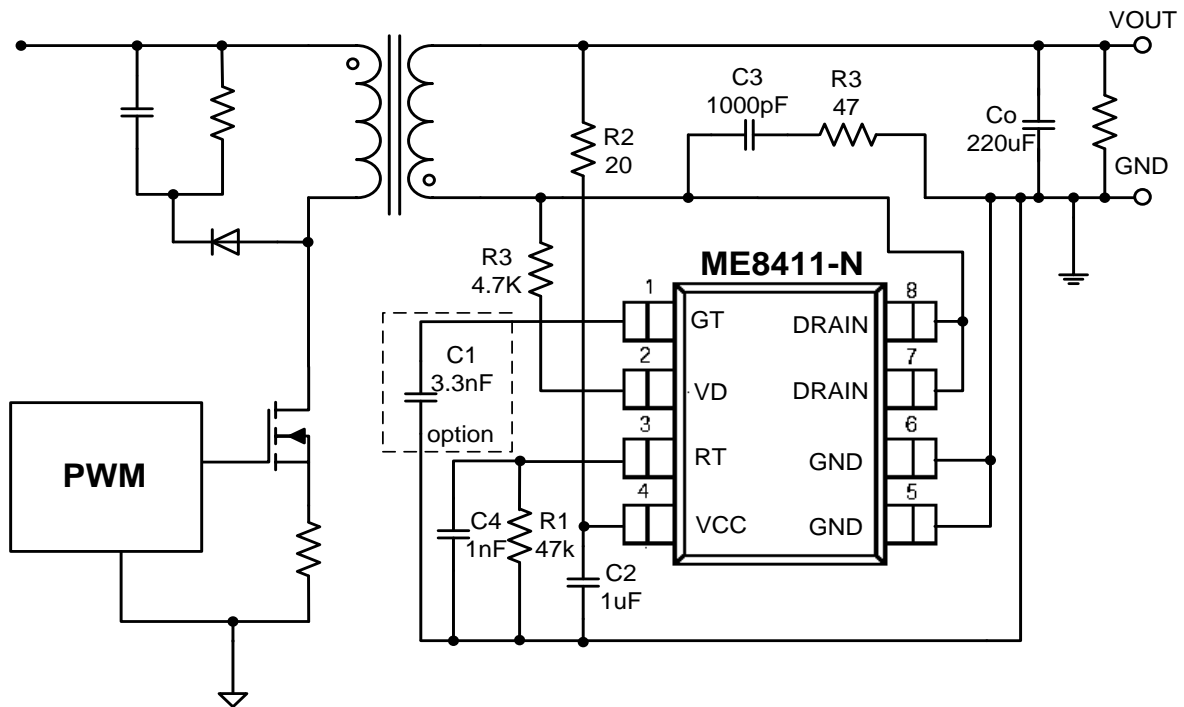 VOUT
C3
1000pF
R3
47
Co
220uF
R2
20
GND
R3
4.7K
ME8411-N
1
GT
DRAIN
8
C1
3.3nF
option
2
VD
DRAIN
7
3
RT
GND
6
4
VCC
GND
5
PWM
C4
1nF
R1
47k
C2
1uF